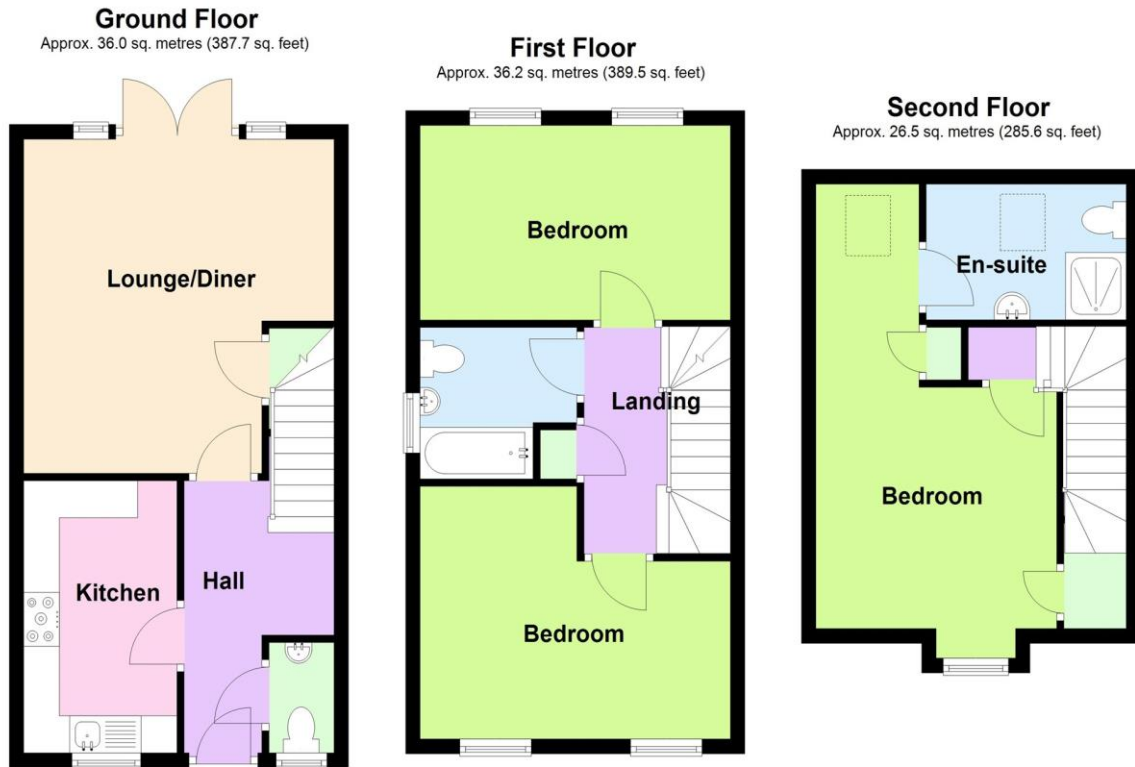 Ground Floor
Approx. 36.0 sq. metres (387.7 sq. feet)
Lounge/Diner
Kitchen
Hall
First Floor
Approx. 36.2 sq. metres (389.5 sq. feet)
Bedroom
Landing
Bedroom
Second Floor
Approx. 26.5 sq. metres (285.6 sq. feet)
En-suite
Bedroom